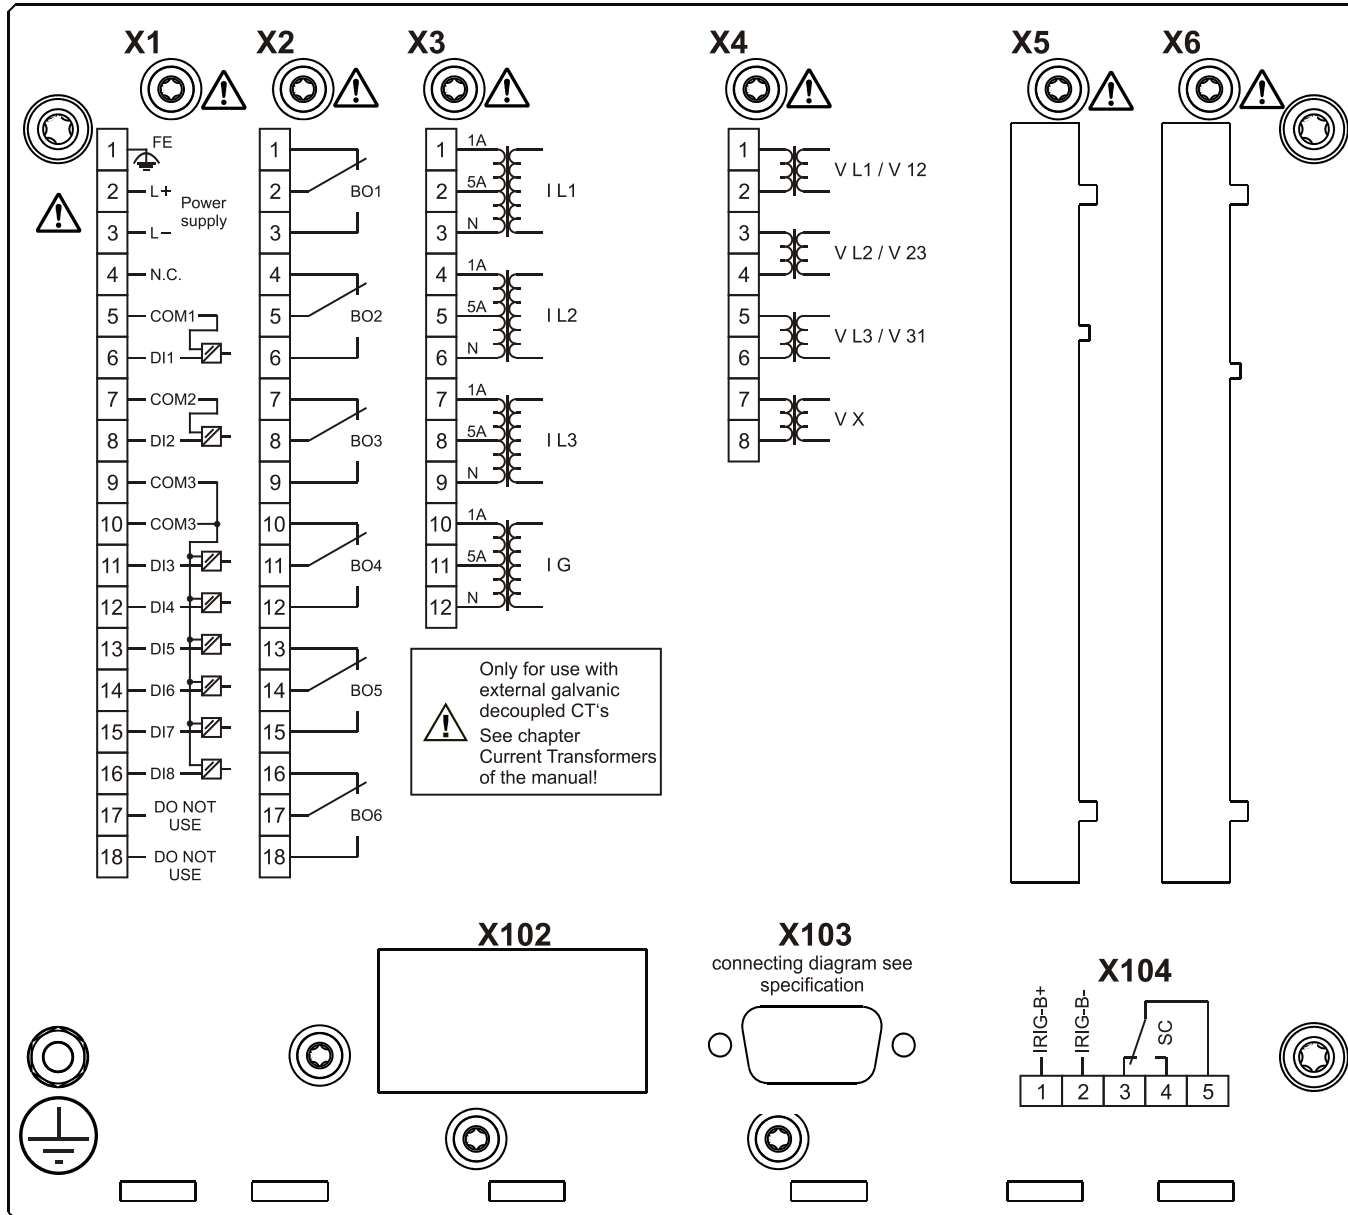 X1 X2 X3 X4 X5 X6
1 FE
2 L+
3 L−
Power
supply
4 N.C.
5 COM1
6 DI1
7 COM2
8 DI2
9 COM3
10 COM3
11 DI3
12 DI4
13 DI5
14 DI6
15 DI7
16 DI8
17 DO NOT
USE
18 DO NOT
USE
1
2 BO1
3
4
5 BO2
6
7
8 BO3
9
10
11 BO4
12
13
14 BO5
15
16
17 BO6
18
1 1A
2 5A I L1
3 N
4 1A
5 5A I L2
6 N
7 1A
8 5A I L3
9 N
10 1A
11 5A I G
12 N
Only for use with
external galvanic
decoupled CT‘s
See chapter
Current Transformers
of the manual!
1
V L1 / V 12
2
3
V L2 / V 23
4
5
V L3 / V 31
6
7
V X
8
X102
X103
connecting diagram see
specification
X104
IRIG-B+
IRIG-B-
SC
1 2 3 4 5